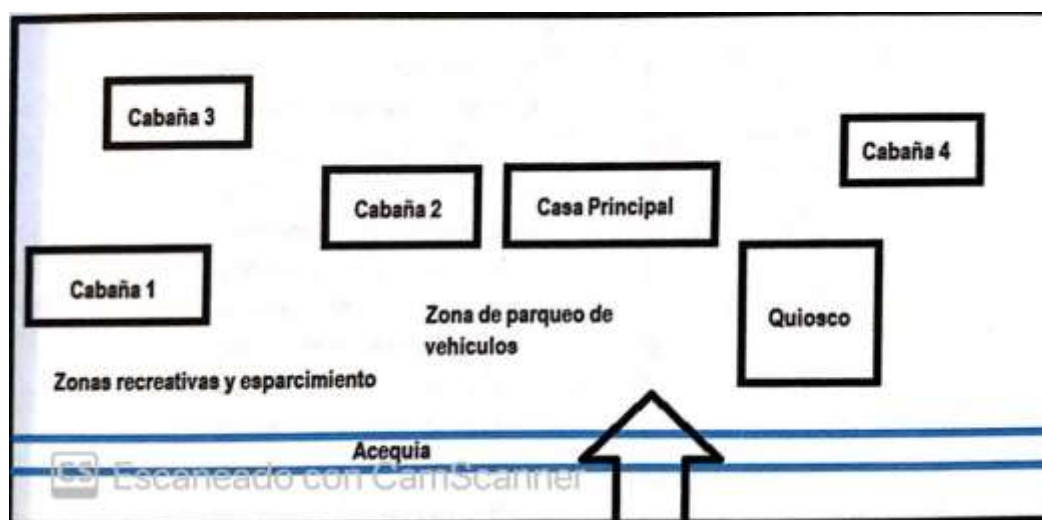 Cabaña 3
Cabaña 4
Cabaña 2
Casa Principal
Cabaña 1
Zona de parqueo de
vehiculos
Quiosco
Zonas recreativas y esparcimiento
Acequia
CS Escaneado con CamScanner